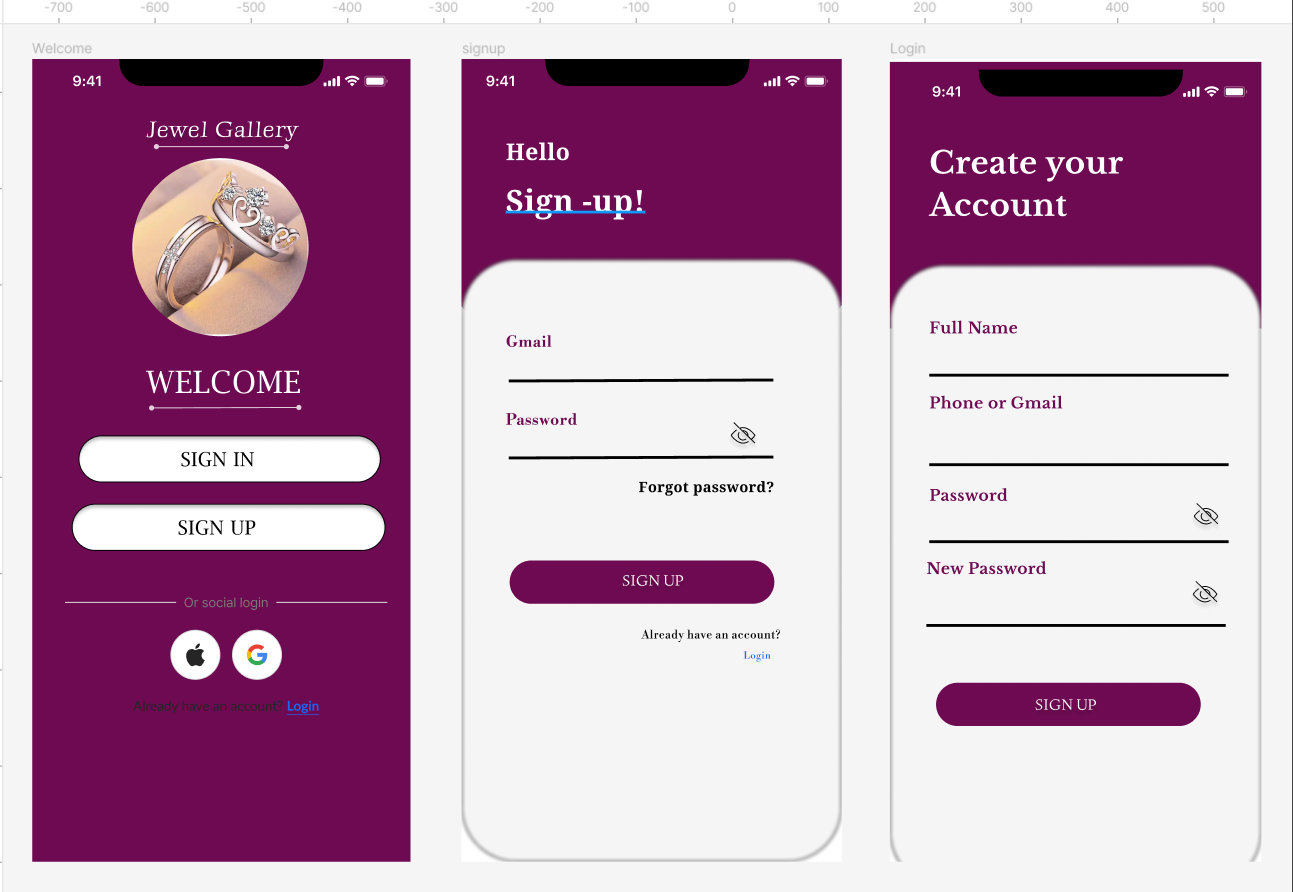 -700 -600 -500 -400 -300 -200 -100 0 100 200 300 400 500
Welcome
9:41
Jewel Gallery
WELCOME
SIGN IN
SIGN UP
Or social login
Already have an account? Login
signup
9:41
Hello
Sign -up!
Gmail
Password
Forgot password?
SIGN UP
Already have an account?
Login
Login
9:41
Create your
Account
Full Name
Phone or Gmail
Password
New Password
SIGN UP